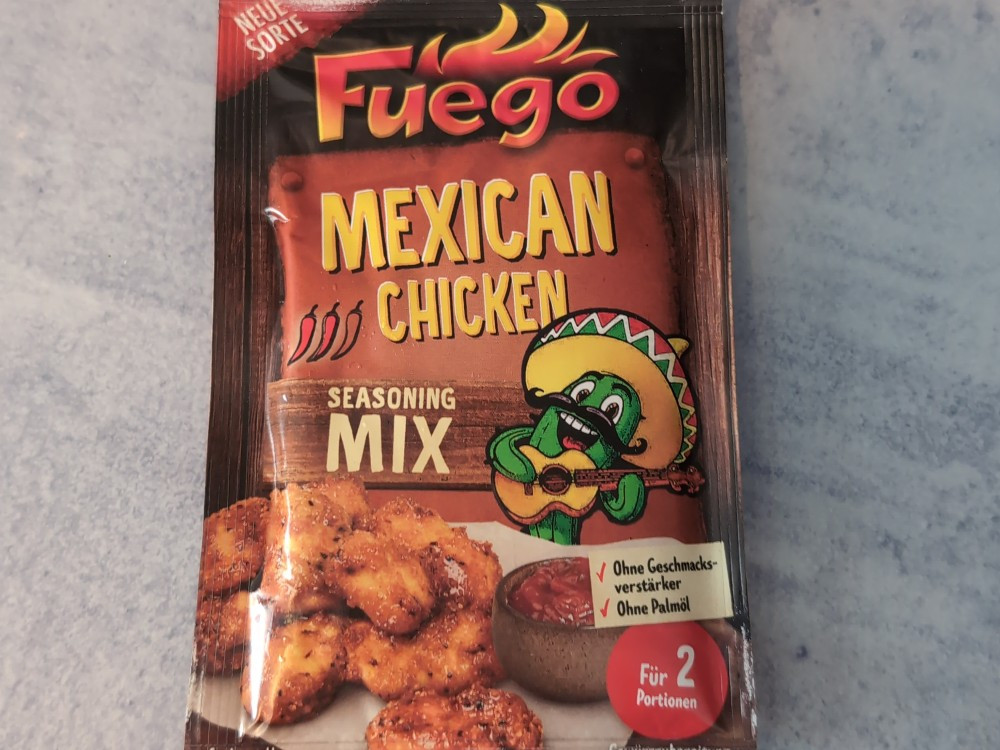 NEUE
SORTE
Fuego
MEXICAN
CHICKEN
SEASONING
MIX
Ohne Geschmacks-
verstärker
Ohne Palmöl
Für 2
Portionen